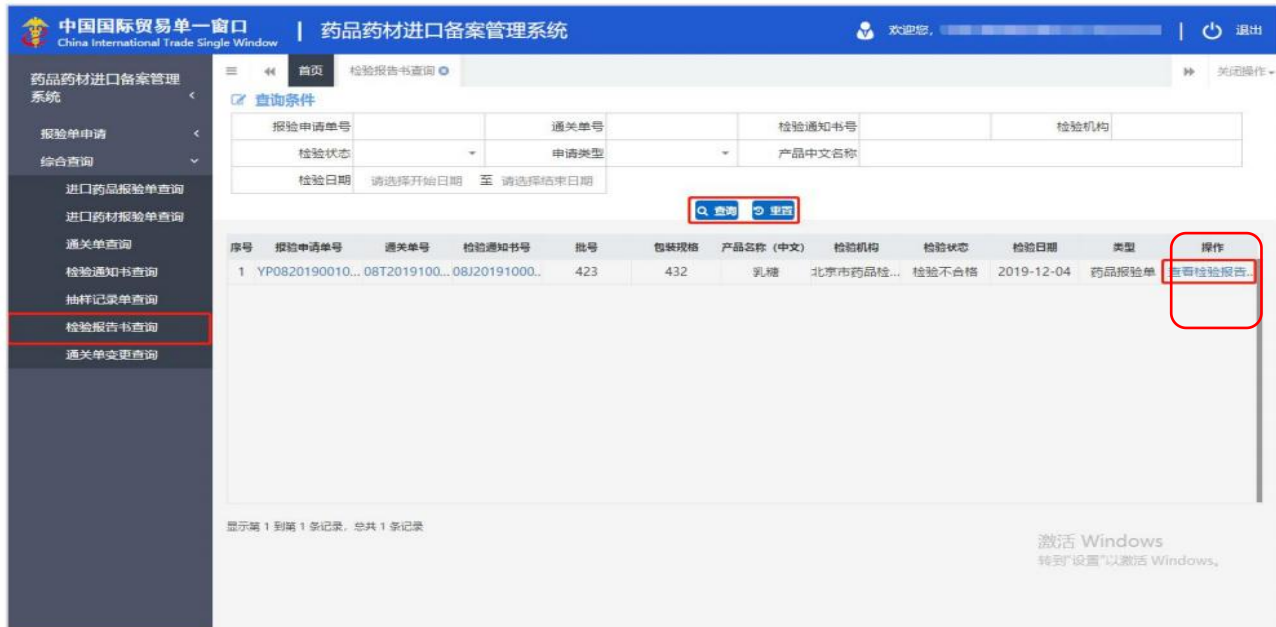 中国国际贸易单一窗口
China International Trade Single Window
药品药材进口备案管理系统
欢迎您,
退出
药品药材进口备案管理
系统
报验单申请
综合查询
进口药品报验单查询
进口药材报验单查询
通关单查询
检验通知书查询
抽样记录单查询
检验报告书查询
通关单变更查询
首页 检验报告书查询 关闭操作
查询条件
报验申请单号 通关单号 检验通知书号 检验机构
检验状态 申请类型 产品中文名称
检验日期 请选择开始日期 至 请选择结束日期
查询 重置
序号 报验申请单号 通关单号 检验通知书号 批号 包装规格 产品名称（中文） 检验机构 检验状态 检验日期 类型 操作
1 YP0820190010... 08T2019100... 08J20191000.. 423 432 乳糖 北京市药品检... 检验不合格 2019-12-04 药品报验单 查看检验报告..
显示第 1 到第 1 条记录，总共 1 条记录
激活 Windows
转到"设置"以激活 Windows。